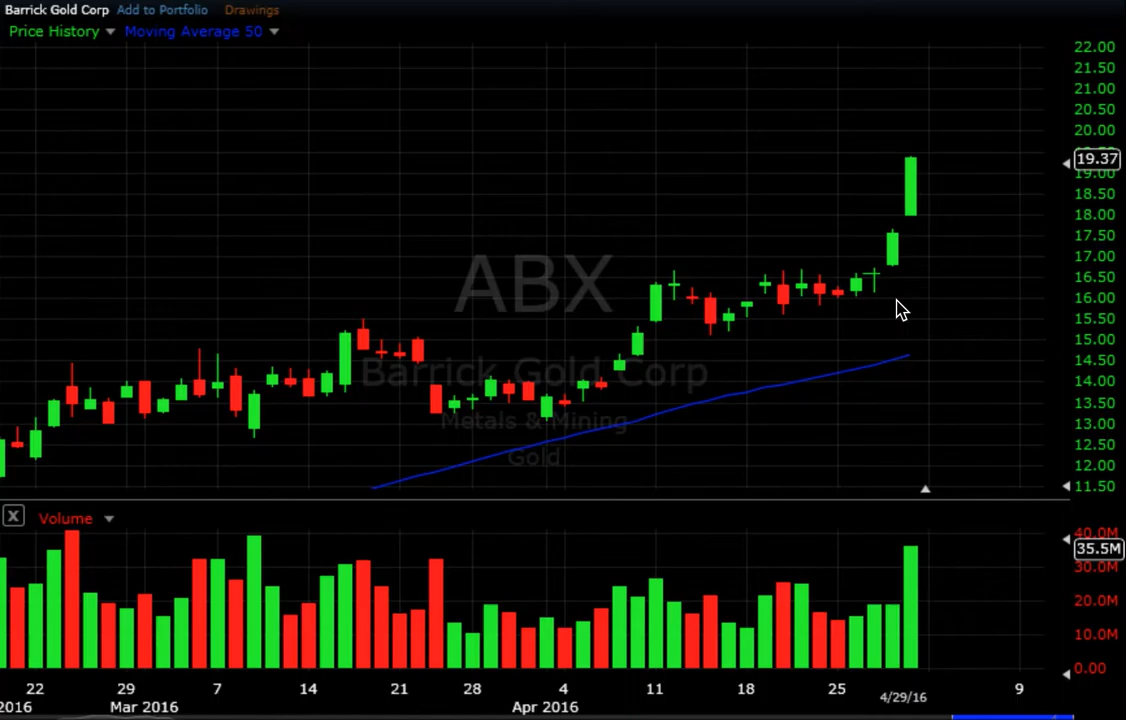 Barrick Gold Corp Add to Portfolio Drawings
Price History Moving Average 50
22.00
21.50
21.00
20.50
20.00
19.37
19.00
18.50
18.00
17.50
17.00
16.50
16.00
15.50
15.00
14.50
14.00
13.50
13.00
12.50
12.00
11.50
ABX
Barrick Gold Corp
Metals & Mining
Gold
X Volume
40.0M
35.5M
30.0M
20.0M
10.0M
0.00
22 29 7 14 21 28 4 11 18 25 4/29/16 9
2016 Mar 2016 Apr 2016